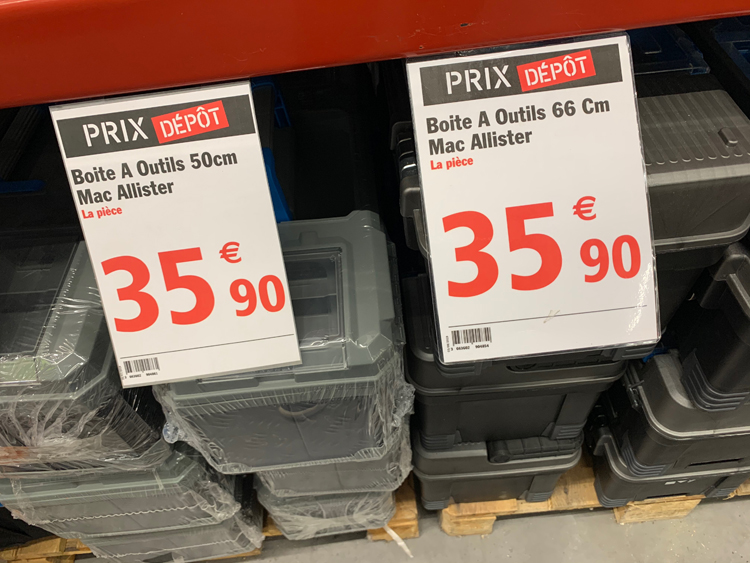 PRIX DÉPÔT
Boite A Outils 50cm
Mac Allister
La pièce
35€90
PRIX DÉPÔT
Boite A Outils 66 Cm
Mac Allister
La pièce
35€90